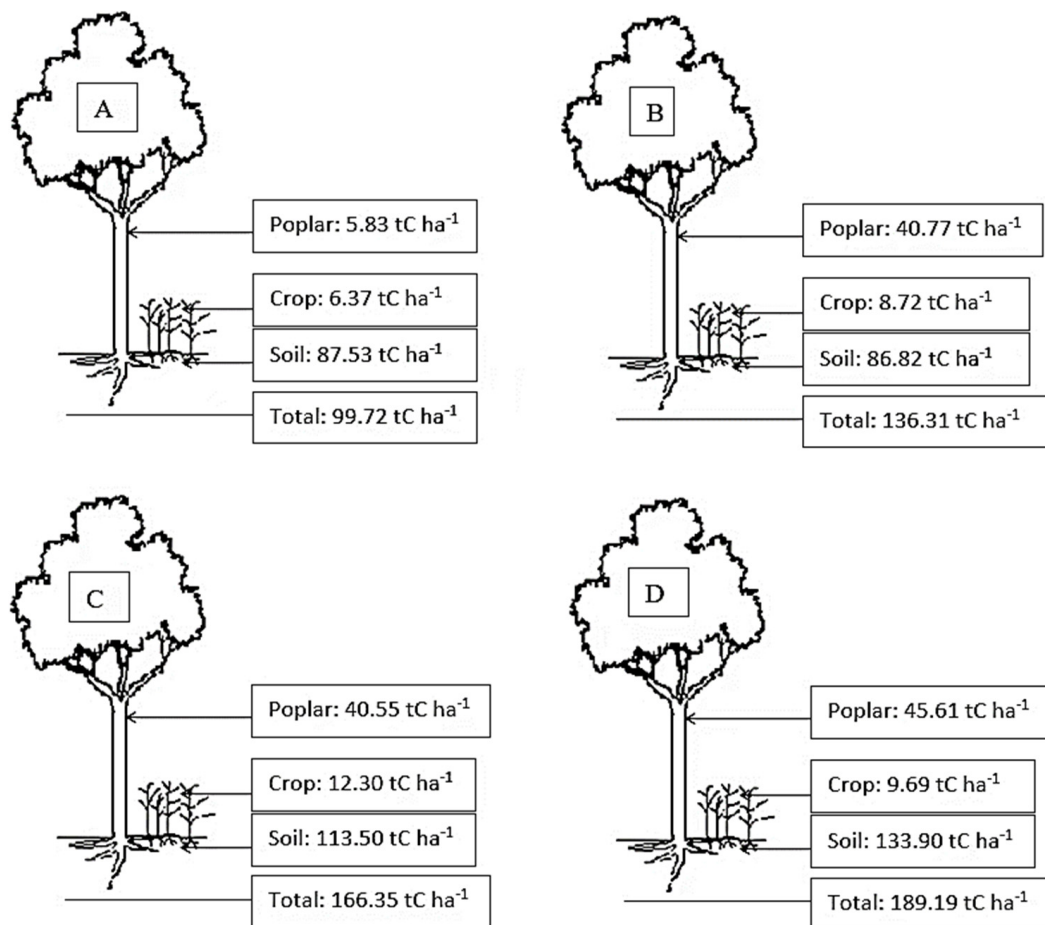 A
Poplar: 5.83 tC ha⁻¹
Crop: 6.37 tC ha⁻¹
Soil: 87.53 tC ha⁻¹
Total: 99.72 tC ha⁻¹
B
Poplar: 40.77 tC ha⁻¹
Crop: 8.72 tC ha⁻¹
Soil: 86.82 tC ha⁻¹
Total: 136.31 tC ha⁻¹
C
Poplar: 40.55 tC ha⁻¹
Crop: 12.30 tC ha⁻¹
Soil: 113.50 tC ha⁻¹
Total: 166.35 tC ha⁻¹
D
Poplar: 45.61 tC ha⁻¹
Crop: 9.69 tC ha⁻¹
Soil: 133.90 tC ha⁻¹
Total: 189.19 tC ha⁻¹